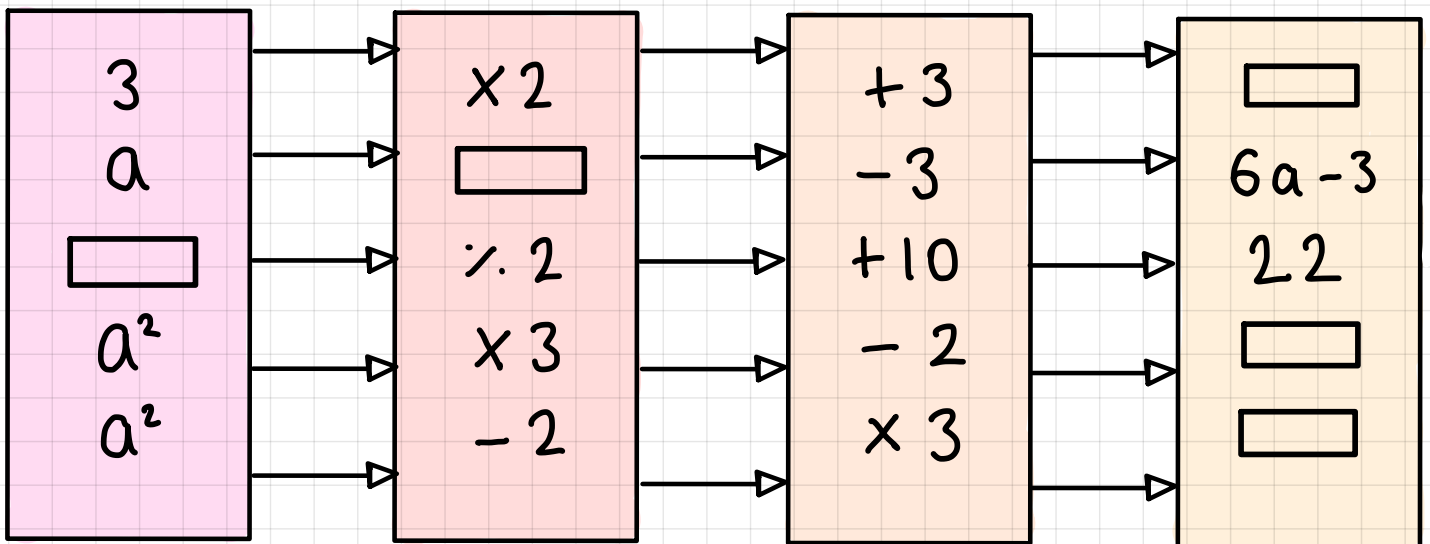 3 × 2 + 3
a - 3 6a - 3
÷ 2 + 10 22
a² × 3 - 2
a² - 2 × 3